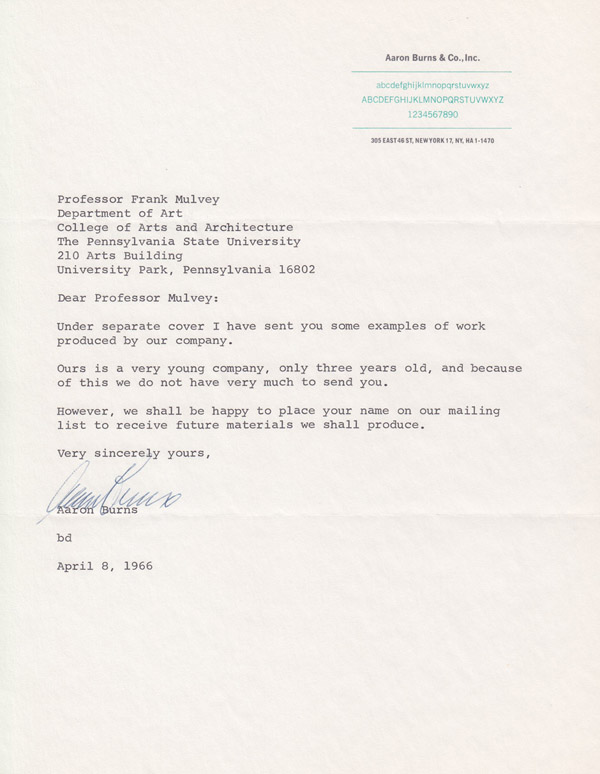 Aaron Burns & Co., Inc.
abcdefghijklmnopqrstuvwxyz
ABCDEFGHIJKLMNOPQRSTUVWXYZ
1234567890
305 EAST 46 ST, NEW YORK 17, NY, HA 1-1470
Professor Frank Mulvey
Department of Art
College of Arts and Architecture
The Pennsylvania State University
210 Arts Building
University Park, Pennsylvania 16802
Dear Professor Mulvey:
Under separate cover I have sent you some examples of work
produced by our company.
Ours is a very young company, only three years old, and because
of this we do not have very much to send you.
However, we shall be happy to place your name on our mailing
list to receive future materials we shall produce.
Very sincerely yours,
Aaron Burns
Aaron Burns
bd
April 8, 1966